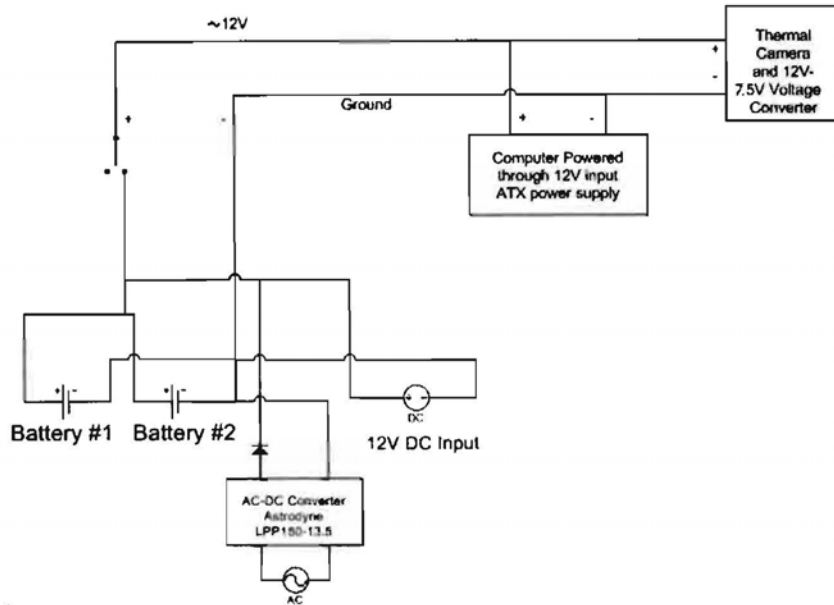 ~12V
Thermal
Camera
and 12V-
7.5V Voltage
Converter
+
-
Ground
+
-
+
-
Computer Powered
through 12V input
ATX power supply
+
-
+
-
+
-
DC
Battery #1
Battery #2
12V DC Input
AC-DC Converter
Astrodyne
LPP150-13.5
AC